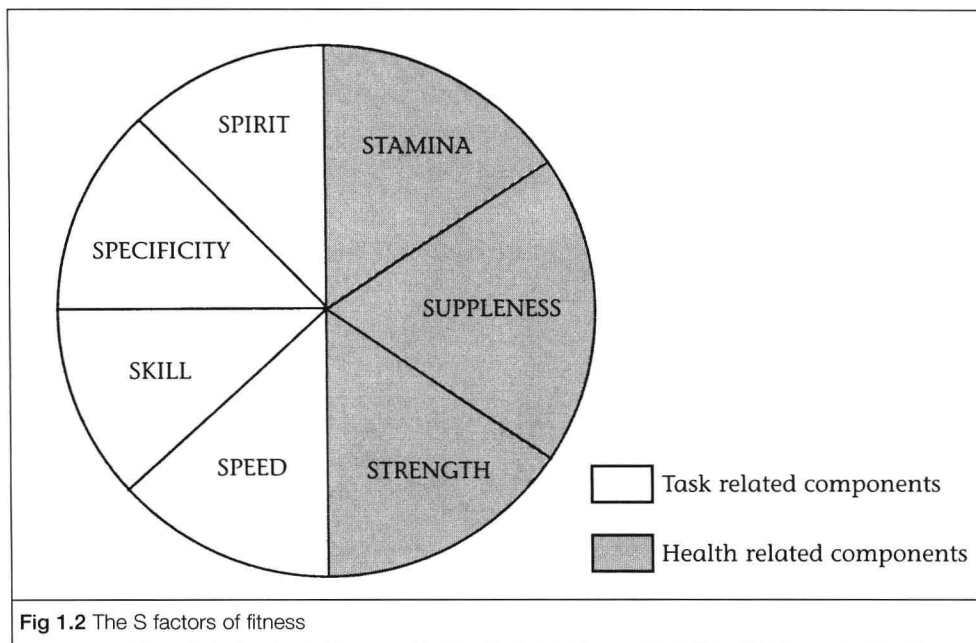 SPIRIT
STAMINA
SPECIFICITY
SUPPLENESS
SKILL
SPEED
STRENGTH
Task related components
Health related components
Fig 1.2 The S factors of fitness